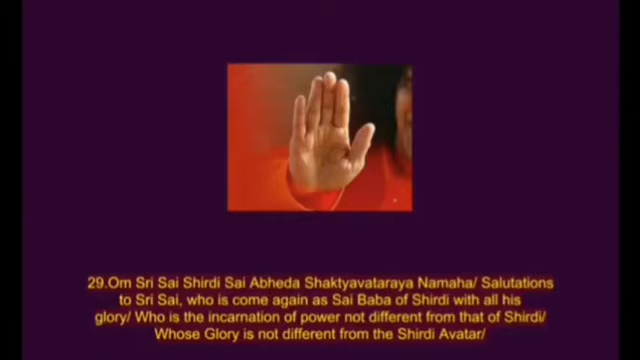 29.Om Sri Sai Shirdi Sai Abheda Shaktyavataraya Namaha/ Salutations
to Sri Sai, who is come again as Sai Baba of Shirdi with all his
glory/ Who is the incarnation of power not different from that of Shirdi/
Whose Glory is not different from the Shirdi Avatar/